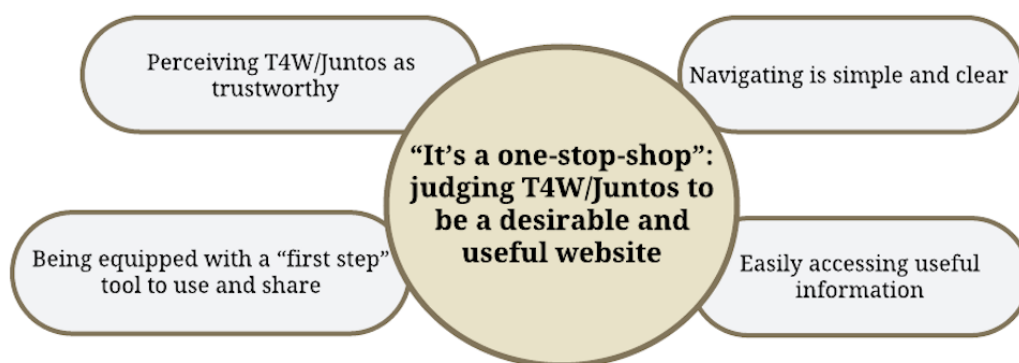 Perceiving T4W/Juntos as
trustworthy
Navigating is simple and clear
“It’s a one-stop-shop”:
judging T4W/Juntos to
be a desirable and
useful website
Being equipped with a “first step”
tool to use and share
Easily accessing useful
information